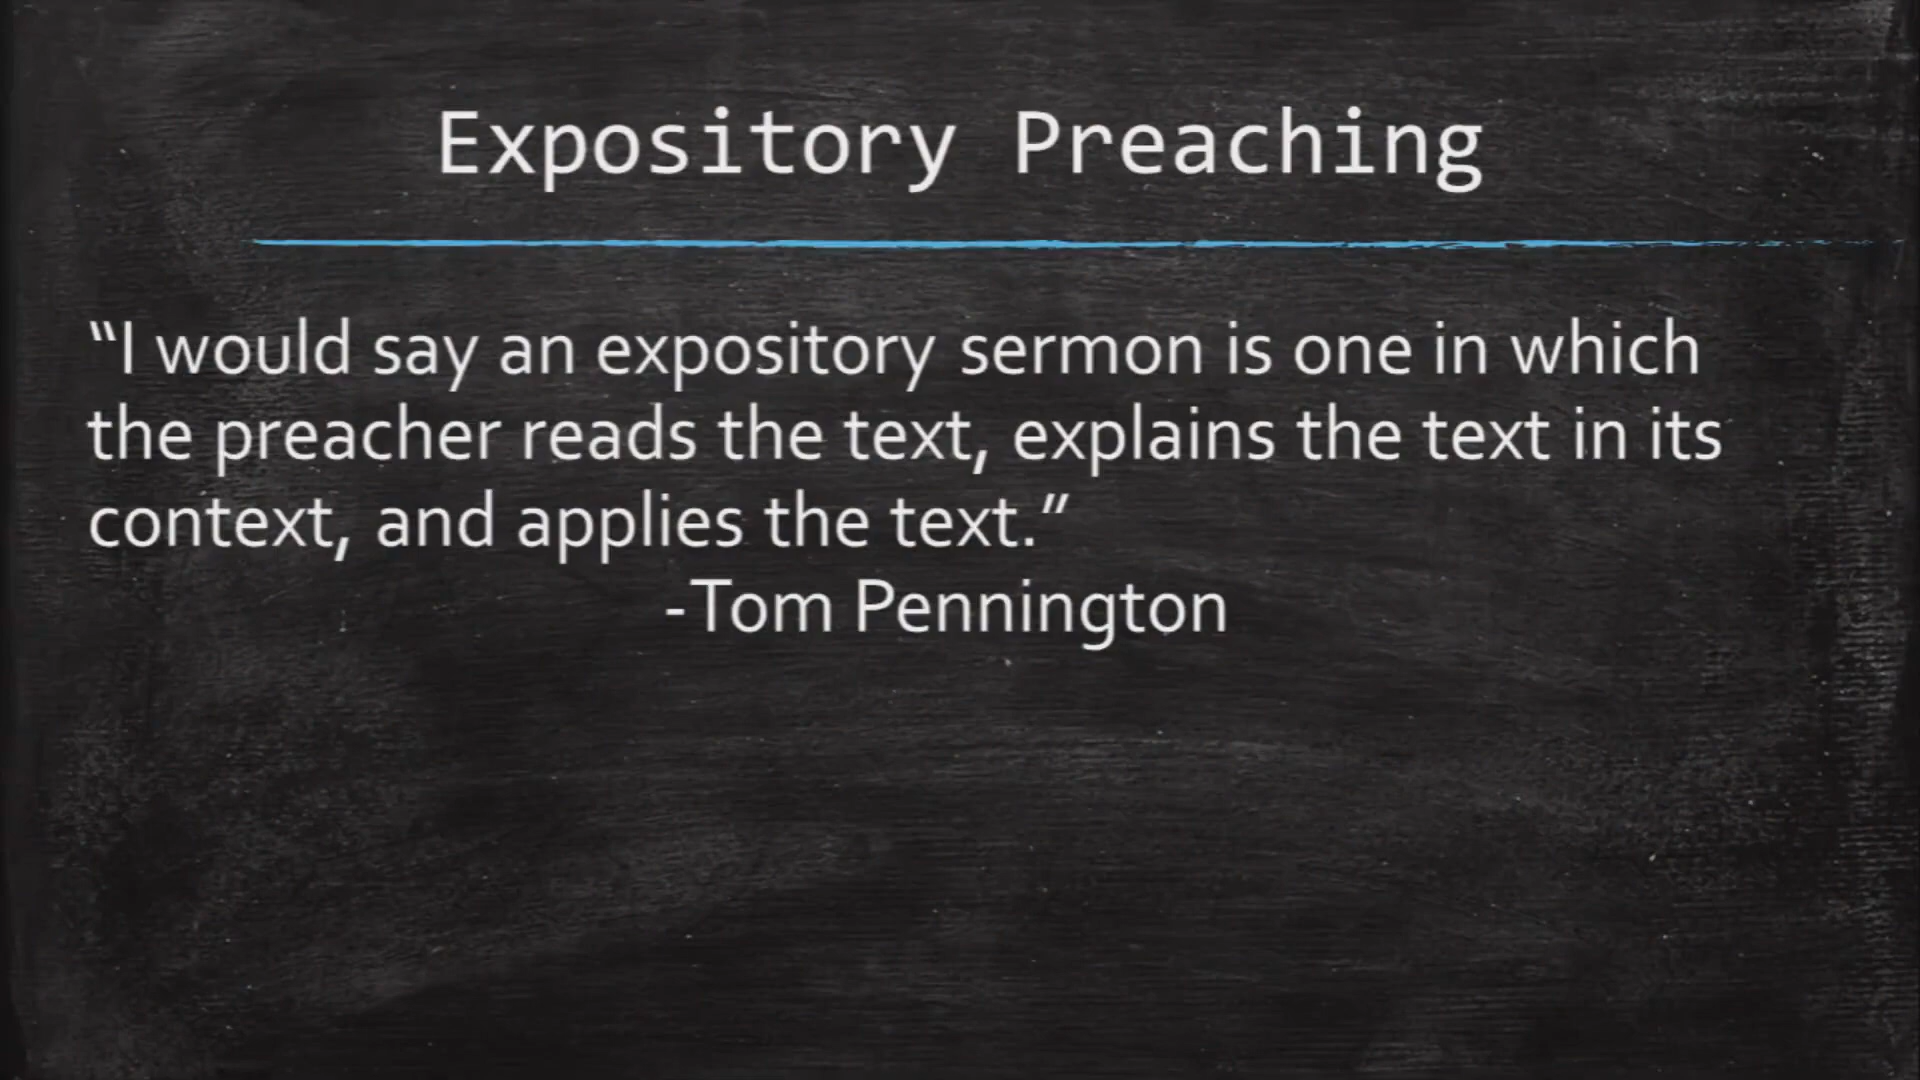 Expository Preaching
“I would say an expository sermon is one in which
the preacher reads the text, explains the text in its
context, and applies the text.”
-Tom Pennington